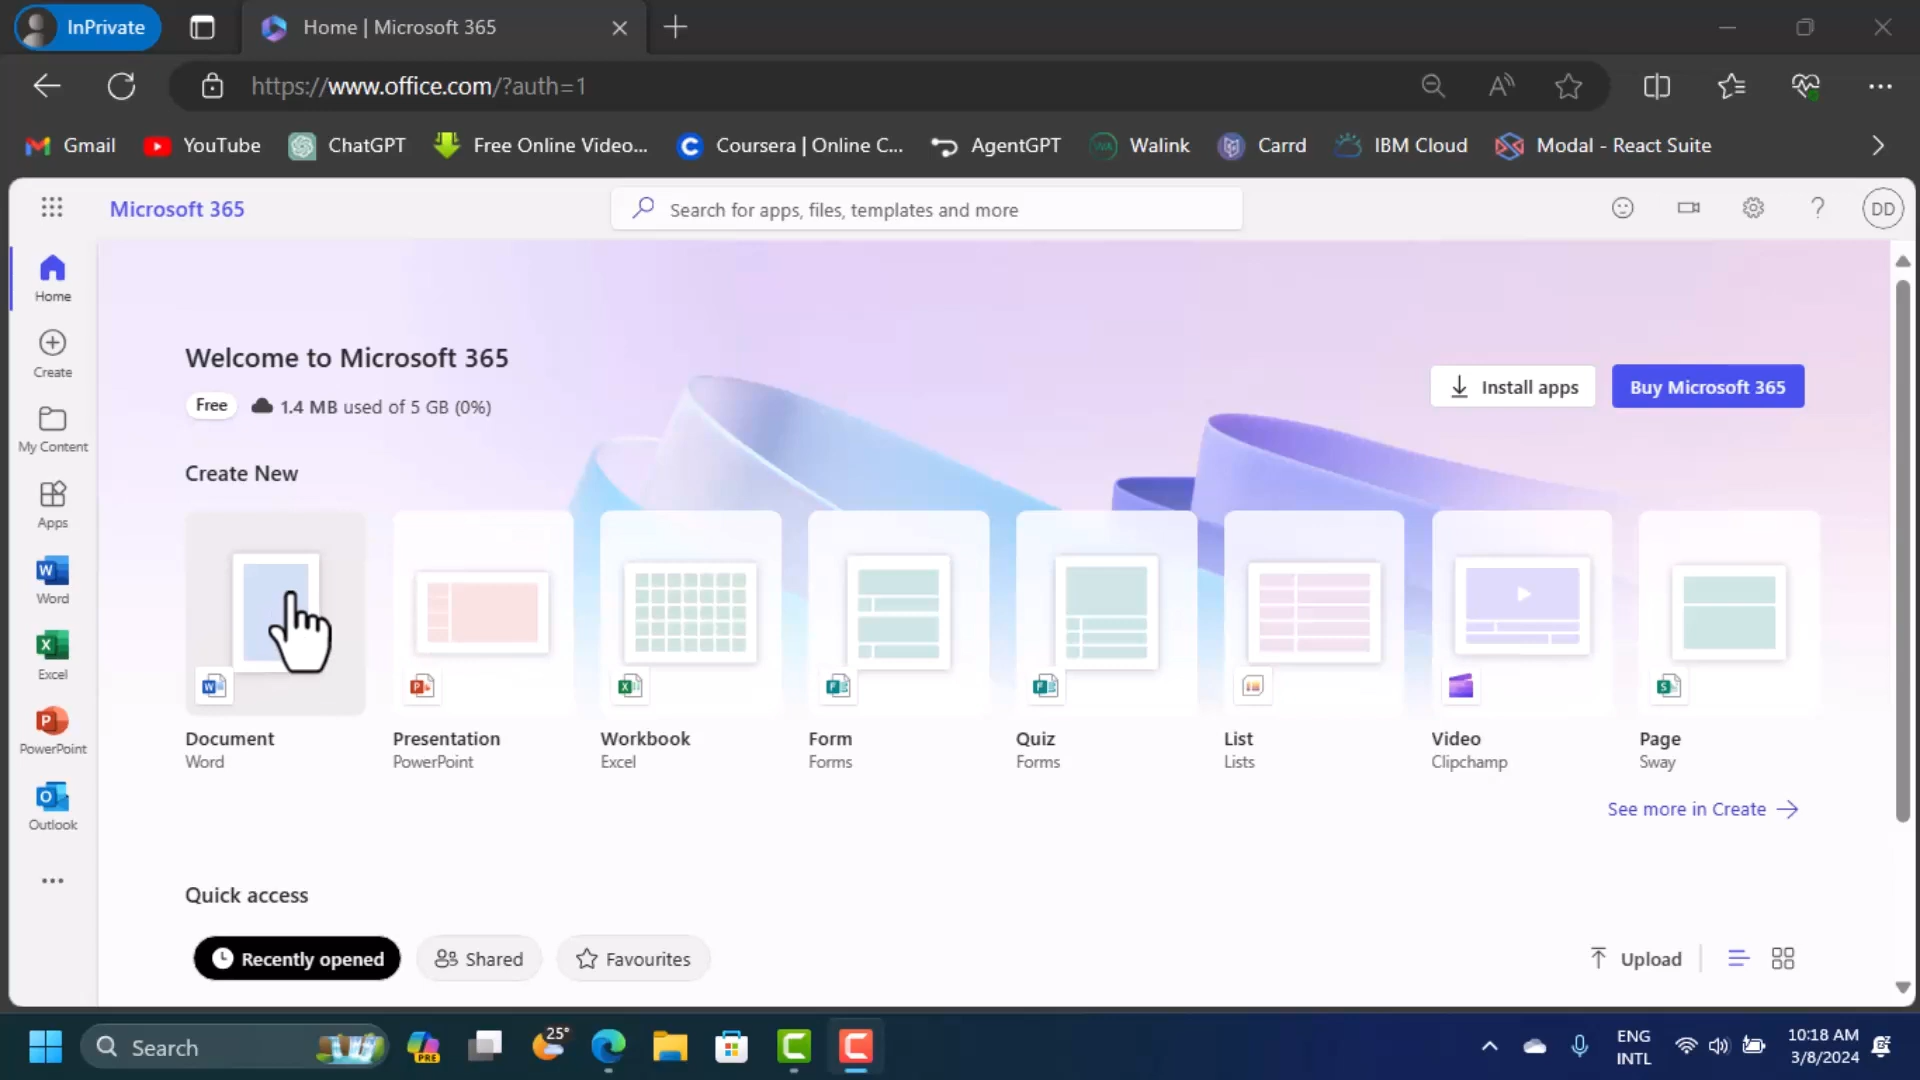 InPrivate
Home | Microsoft 365
https://www.office.com/?auth=1
Gmail
YouTube
ChatGPT
Free Online Video...
Coursera | Online C...
AgentGPT
Walink
Carrd
IBM Cloud
Modal - React Suite
Microsoft 365
Search for apps, files, templates and more
DD
Home
Create
My Content
Apps
Word
Excel
PowerPoint
Outlook
Welcome to Microsoft 365
Free
1.4 MB used of 5 GB (0%)
Install apps
Buy Microsoft 365
Create New
Document
Word
Presentation
PowerPoint
Workbook
Excel
Form
Forms
Quiz
Forms
List
Lists
Video
Clipchamp
Page
Sway
See more in Create
Quick access
Recently opened
Shared
Favourites
Upload
Search
PRE
25°
ENG
INTL
10:18 AM
3/8/2024